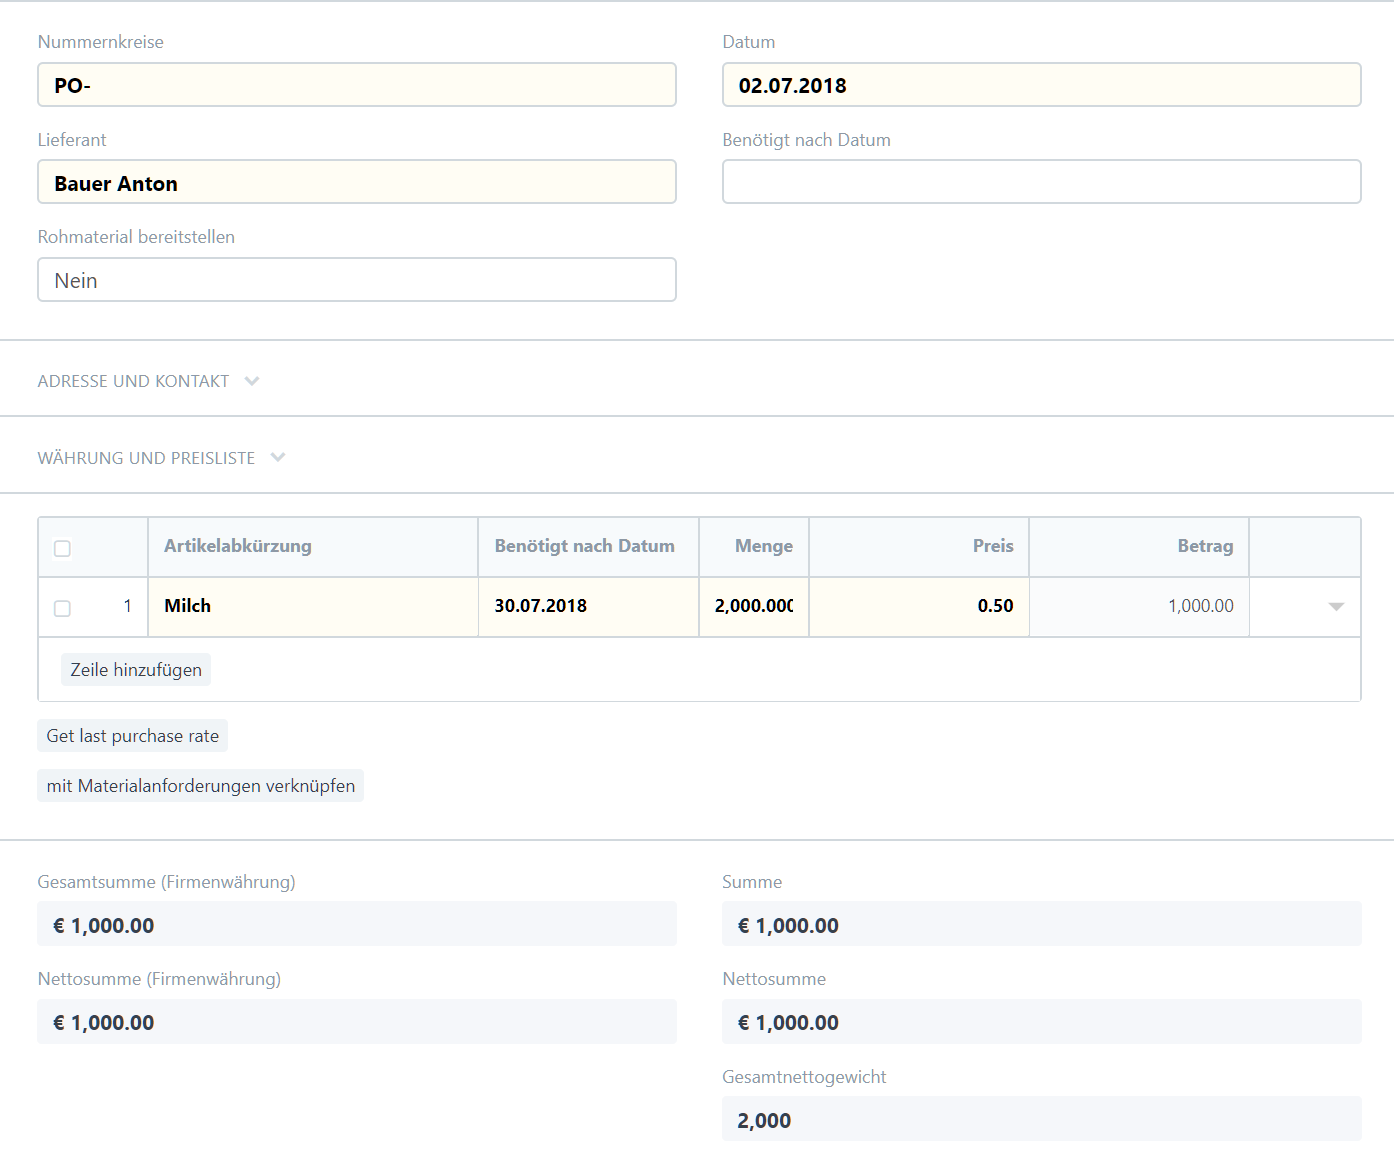 Nummernkreise
Datum
PO-
02.07.2018
Lieferant
Benötigt nach Datum
Bauer Anton
Rohmaterial bereitstellen
Nein
ADRESSE UND KONTAKT
WÄHRUNG UND PREISLISTE
Artikelabkürzung Benötigt nach Datum Menge Preis Betrag
1 Milch 30.07.2018 2,000.000 0.50 1,000.00
Zeile hinzufügen
Get last purchase rate
mit Materialanforderungen verknüpfen
Gesamtsumme (Firmenwährung)
Summe
€ 1,000.00
€ 1,000.00
Nettosumme (Firmenwährung)
Nettosumme
€ 1,000.00
€ 1,000.00
Gesamtnettogewicht
2,000